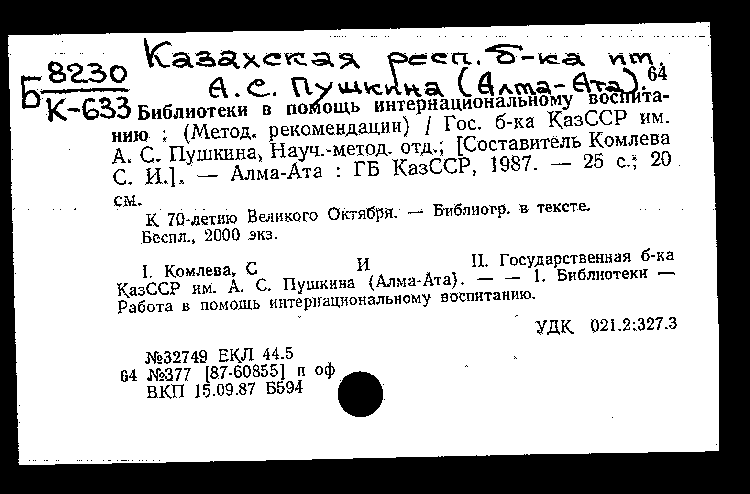 Казахская респ. б-ка им.
А. С. Пушкина (Алма-Ата).
Б 8230
К-633
64
Библиотеки в помощь интернациональному воспита-
нию : (Метод. рекомендации) / Гос. б-ка КазССР им.
А. С. Пушкина, Науч.-метод. отд.; [Составитель Комлева
С. И.]. — Алма-Ата : ГБ КазССР, 1987. — 25 с.; 20
см.
К 70-летию Великого Октября. — Библиогр. в тексте.
Беспл., 2000 экз.
I. Комлева, С И II. Государственная б-ка
КазССР им. А. С. Пушкина (Алма-Ата). — — 1. Библиотеки —
Работа в помощь интернациональному воспитанию.
УДК 021.2:327.3
№32749 ЕКЛ 44.5
64 №377 [87-60855] п оф
ВКП 15.09.87 Б594